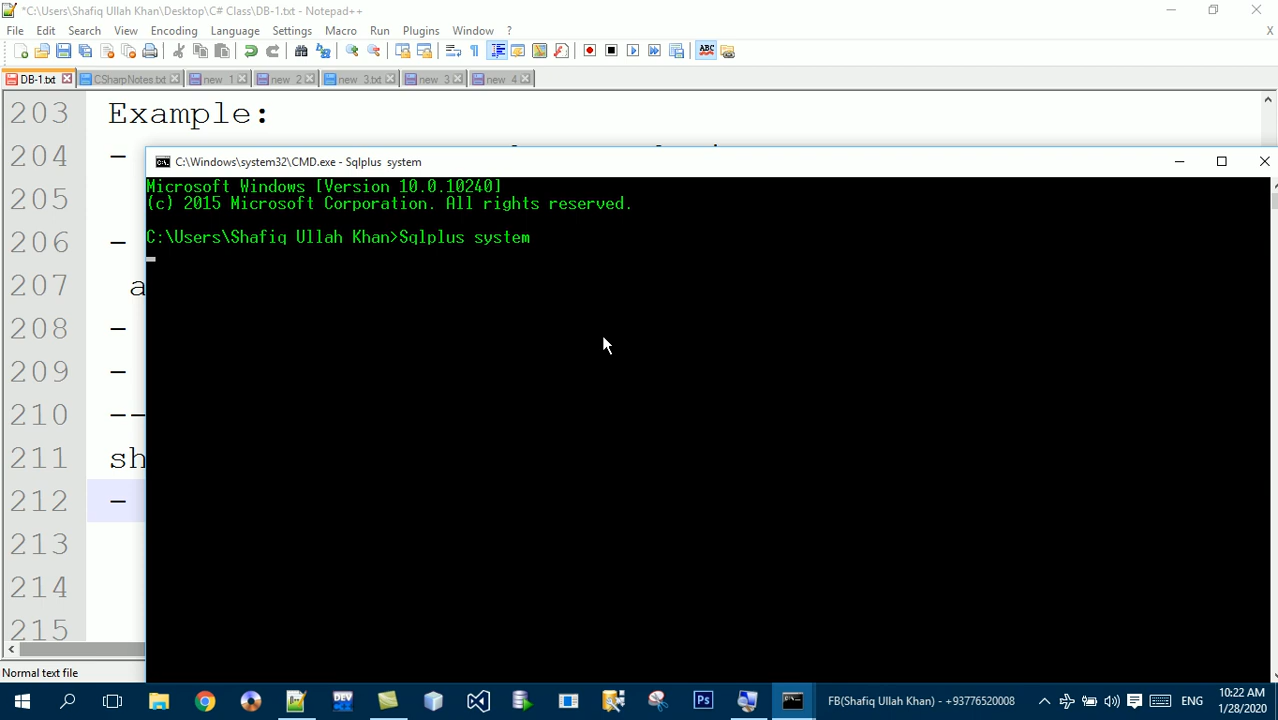 *C:\Users\Shafiq Ullah Khan\Desktop\C# Class\DB-1.txt - Notepad++
File Edit Search View Encoding Language Settings Macro Run Plugins Window ? X
DB-1.txt CSharpNotes.txt new 1 new 2 new 3.txt new 3 new 4
203 Example:
204 -
C:\Windows\system32\CMD.exe - Sqlplus system
Microsoft Windows [Version 10.0.10240]
(c) 2015 Microsoft Corporation. All rights reserved.
205
C:\Users\Shafiq Ullah Khan>Sqlplus system
206 -
207 a
208 -
209 -
210 --
211 sh
212 -
213
214
215
Normal text file
DEV
Ps
FB(Shafiq Ullah Khan) - +93776520008
ENG
10:22 AM
1/28/2020